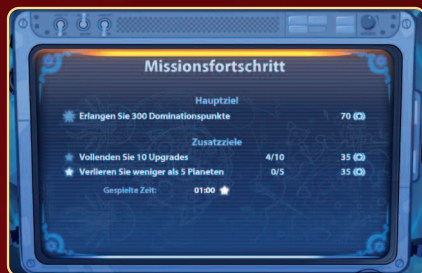 Missionsfortschritt
Hauptziel
Erlangen Sie 300 Dominationspunkte 70
Zusatzziele
Vollenden Sie 10 Upgrades 4/10 35
Verlieren Sie weniger als 5 Planeten 0/5 35
Gespielte Zeit: 01:00